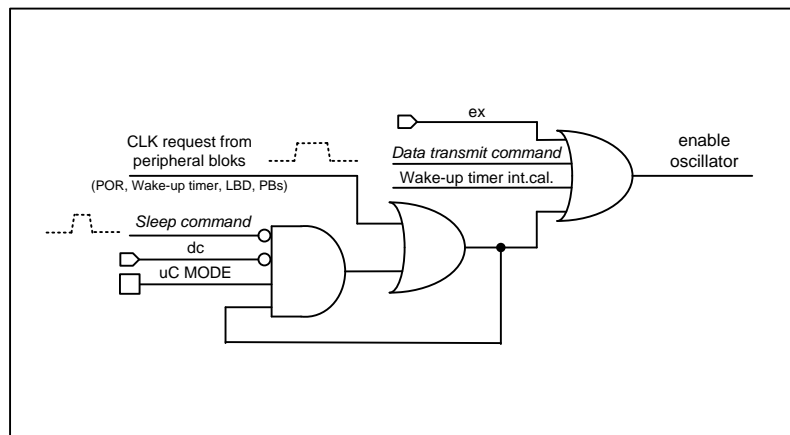 ex
CLK request from
peripheral bloks
(POR, Wake-up timer, LBD, PBs)
Data transmit command
Wake-up timer int.cal.
enable
oscillator
Sleep command
dc
uC MODE